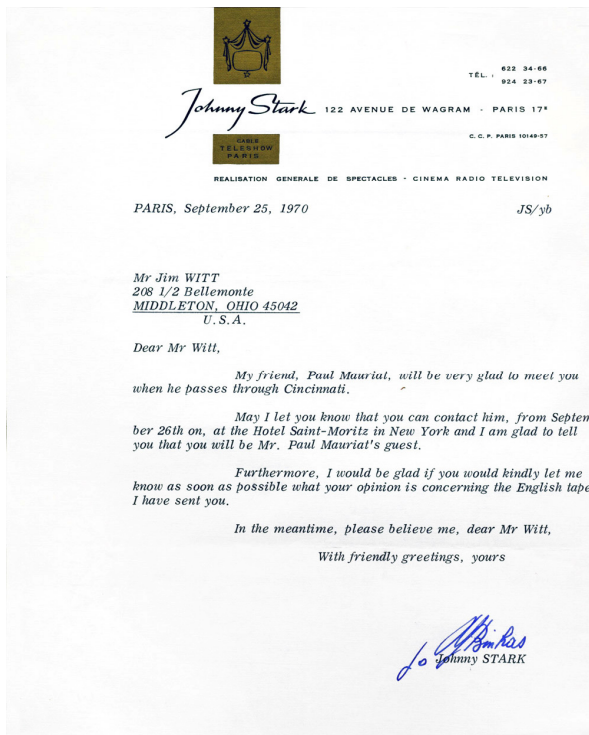 622 34-66
TÉL. :
924 23-67
Johnny Stark 122 AVENUE DE WAGRAM - PARIS 17e
C. C. P. PARIS 10149-57
CABLE
TELESHOW
PARIS
REALISATION GENERALE DE SPECTACLES - CINEMA RADIO TELEVISION
PARIS, September 25, 1970 JS/yb
Mr Jim WITT
208 1/2 Bellemonte
MIDDLETON, OHIO 45042
U.S.A.
Dear Mr Witt,
My friend, Paul Mauriat, will be very glad to meet you
when he passes through Cincinnati.
May I let you know that you can contact him, from Septem
ber 26th on, at the Hotel Saint-Moritz in New York and I am glad to tell
you that you will be Mr. Paul Mauriat's guest.
Furthermore, I would be glad if you would kindly let me
know as soon as possible what your opinion is concerning the English tape
I have sent you.
In the meantime, please believe me, dear Mr Witt,
With friendly greetings, yours
Johnny STARK